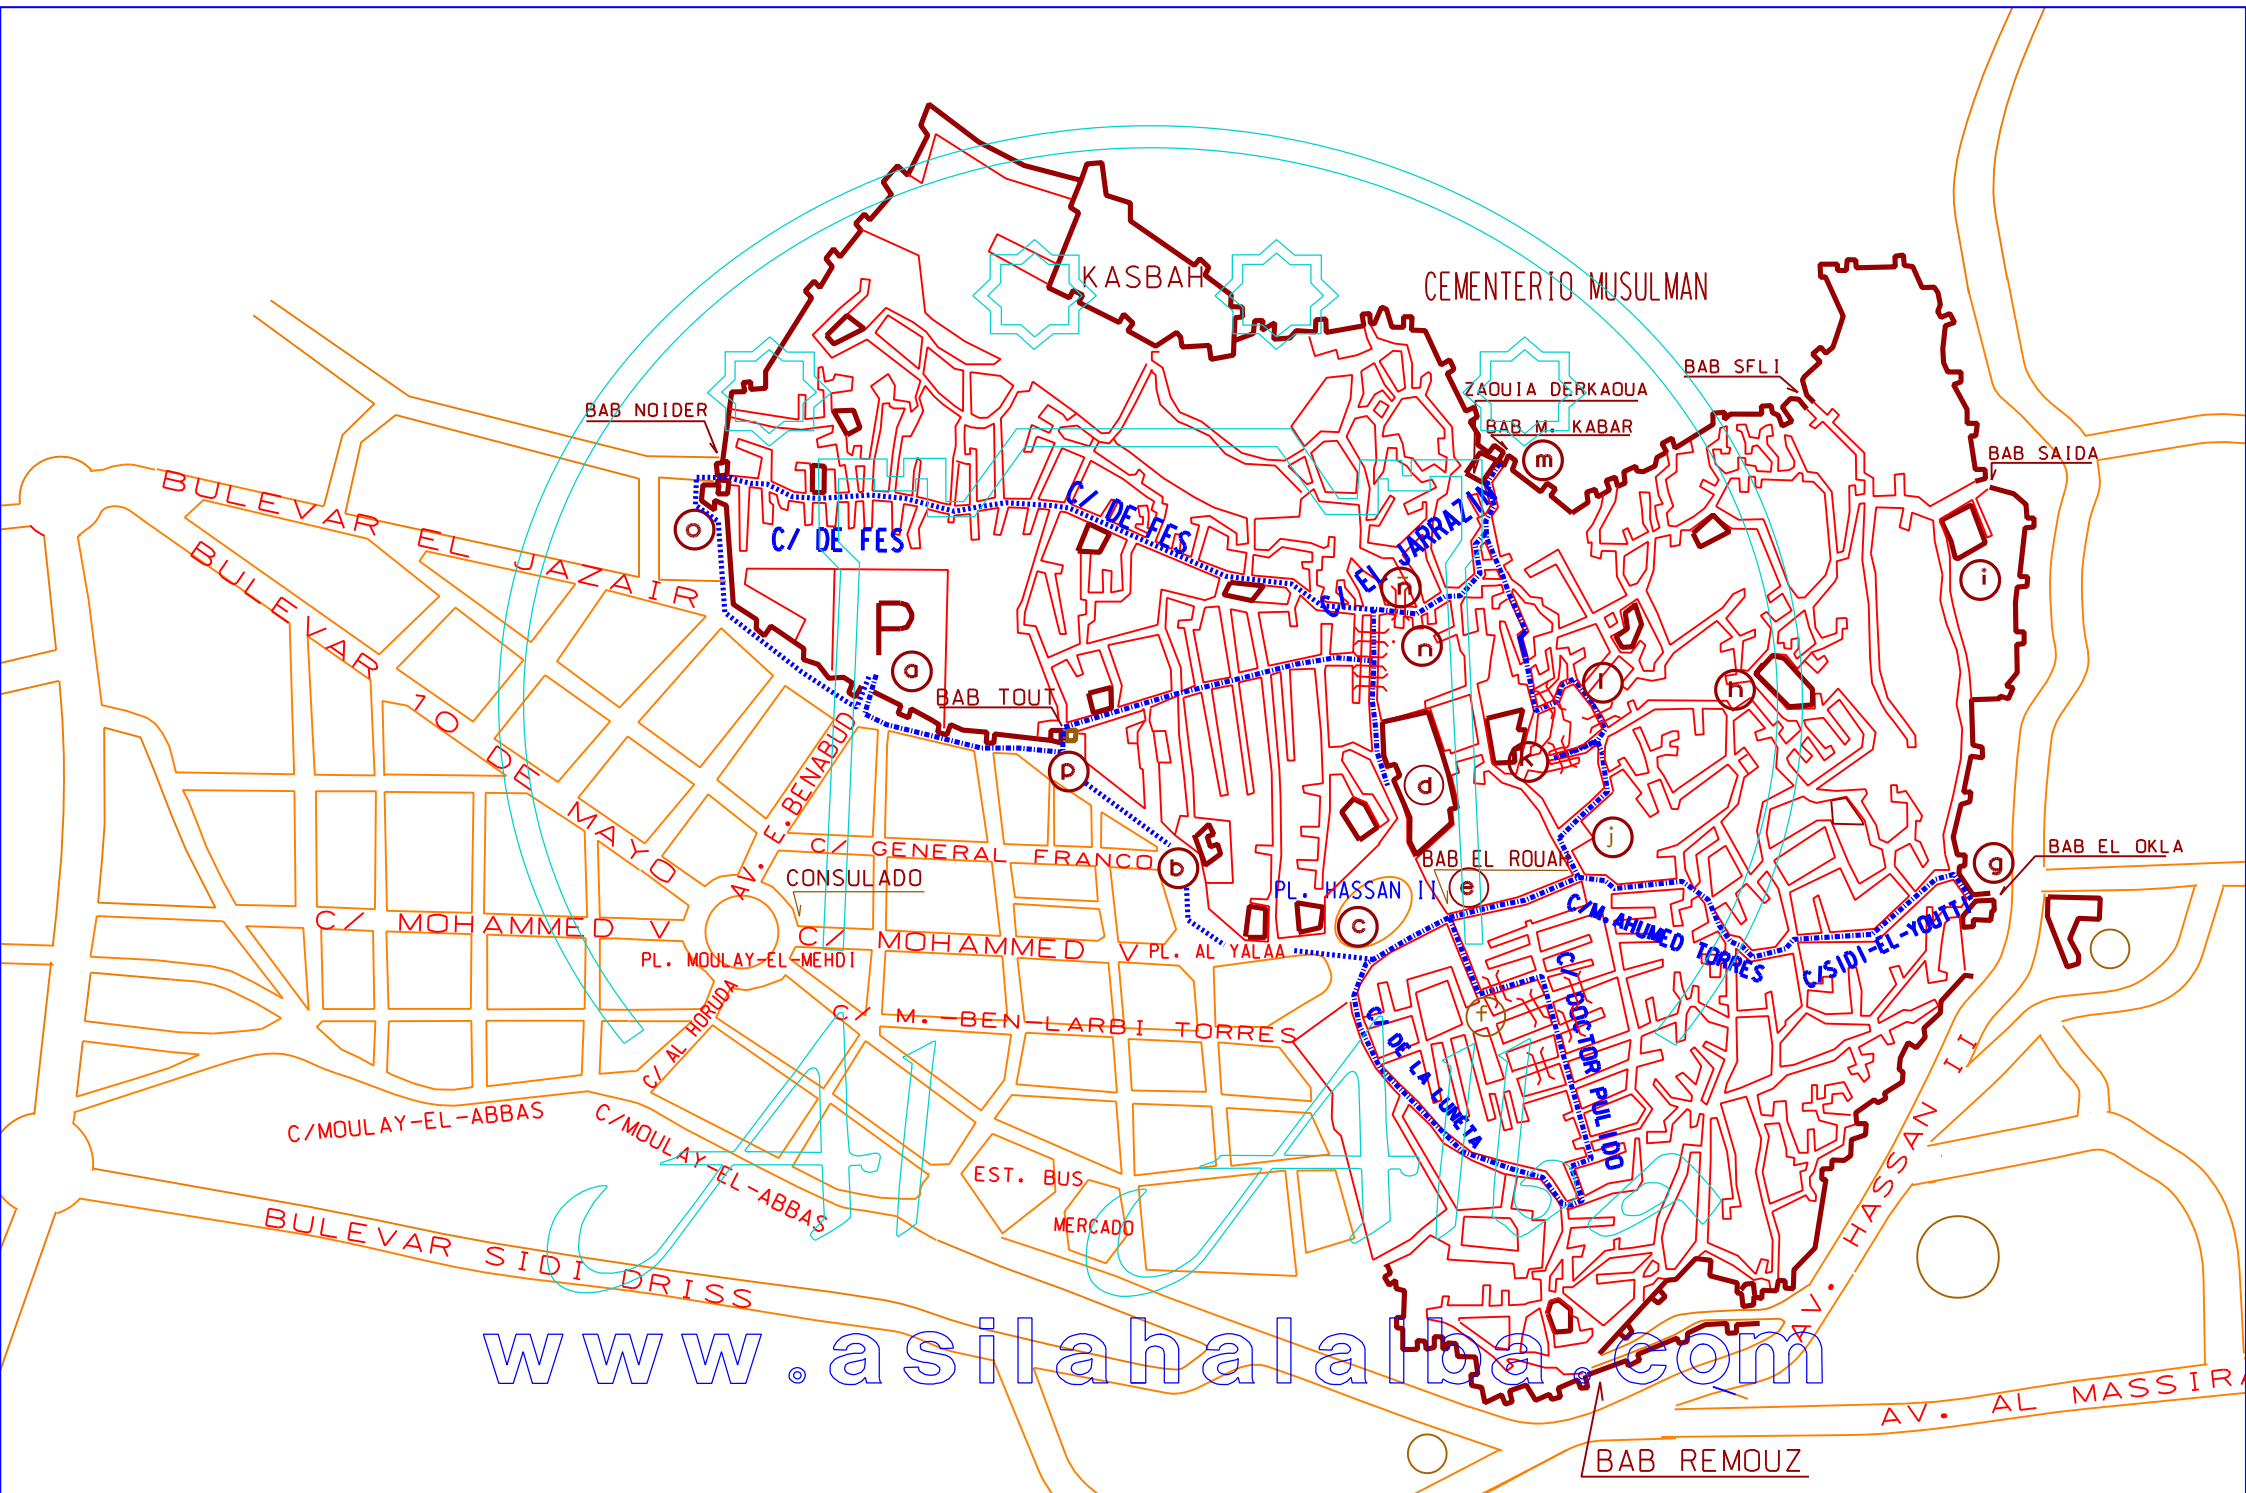 KASBAH
CEMENTERIO MUSULMAN
BAB SFLI
ZAOUIA DERKAOUA
BAB NOIDER
BAB M. KABAR
m
BAB SAIDA
BULEVAR EL JAZAIR
C/ DE FES
C/ DE FES
C/ EL JARRAZIN
o
i
ñ
BULEVAR 10 DE MAYO
P
a
n
l
h
BAB TOUT
p
k
d
AV. E.BENABUD
j
C/ GENERAL FRANCO
b
BAB EL ROUAH
BAB EL OKLA
g
CONSULADO
PL. HASSAN II
e
c
C/ MOHAMMED V
C/ MOHAMMED V
PL. AL YALAA
PL. MOULAY-EL-MEHDI
C/M.AHUMED TORRES
C/SIDI-EL-YOUTTI
C/ DOCTOR PULIDO
f
C/ AL HORUDA
C/ M.-BEN-LARBI TORRES
C/ DE LA LUNETA
C/MOULAY-EL-ABBAS
C/MOULAY-EL-ABBAS
AV. HASSAN II
EST. BUS
MERCADO
BULEVAR SIDI DRISS
www.asilahalaiba.com
AV. AL MASSIRA
BAB REMOUZ